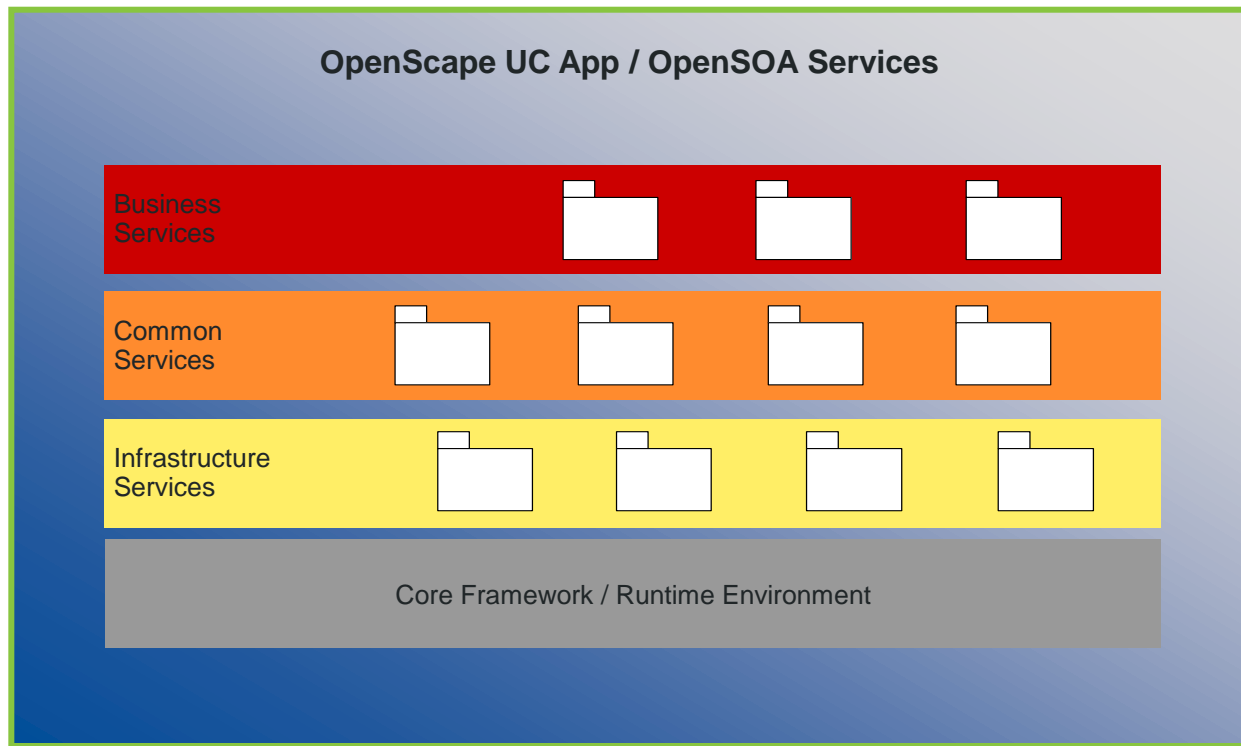 OpenScape UC App / OpenSOA Services
Business
Services
Common
Services
Infrastructure
Services
Core Framework / Runtime Environment